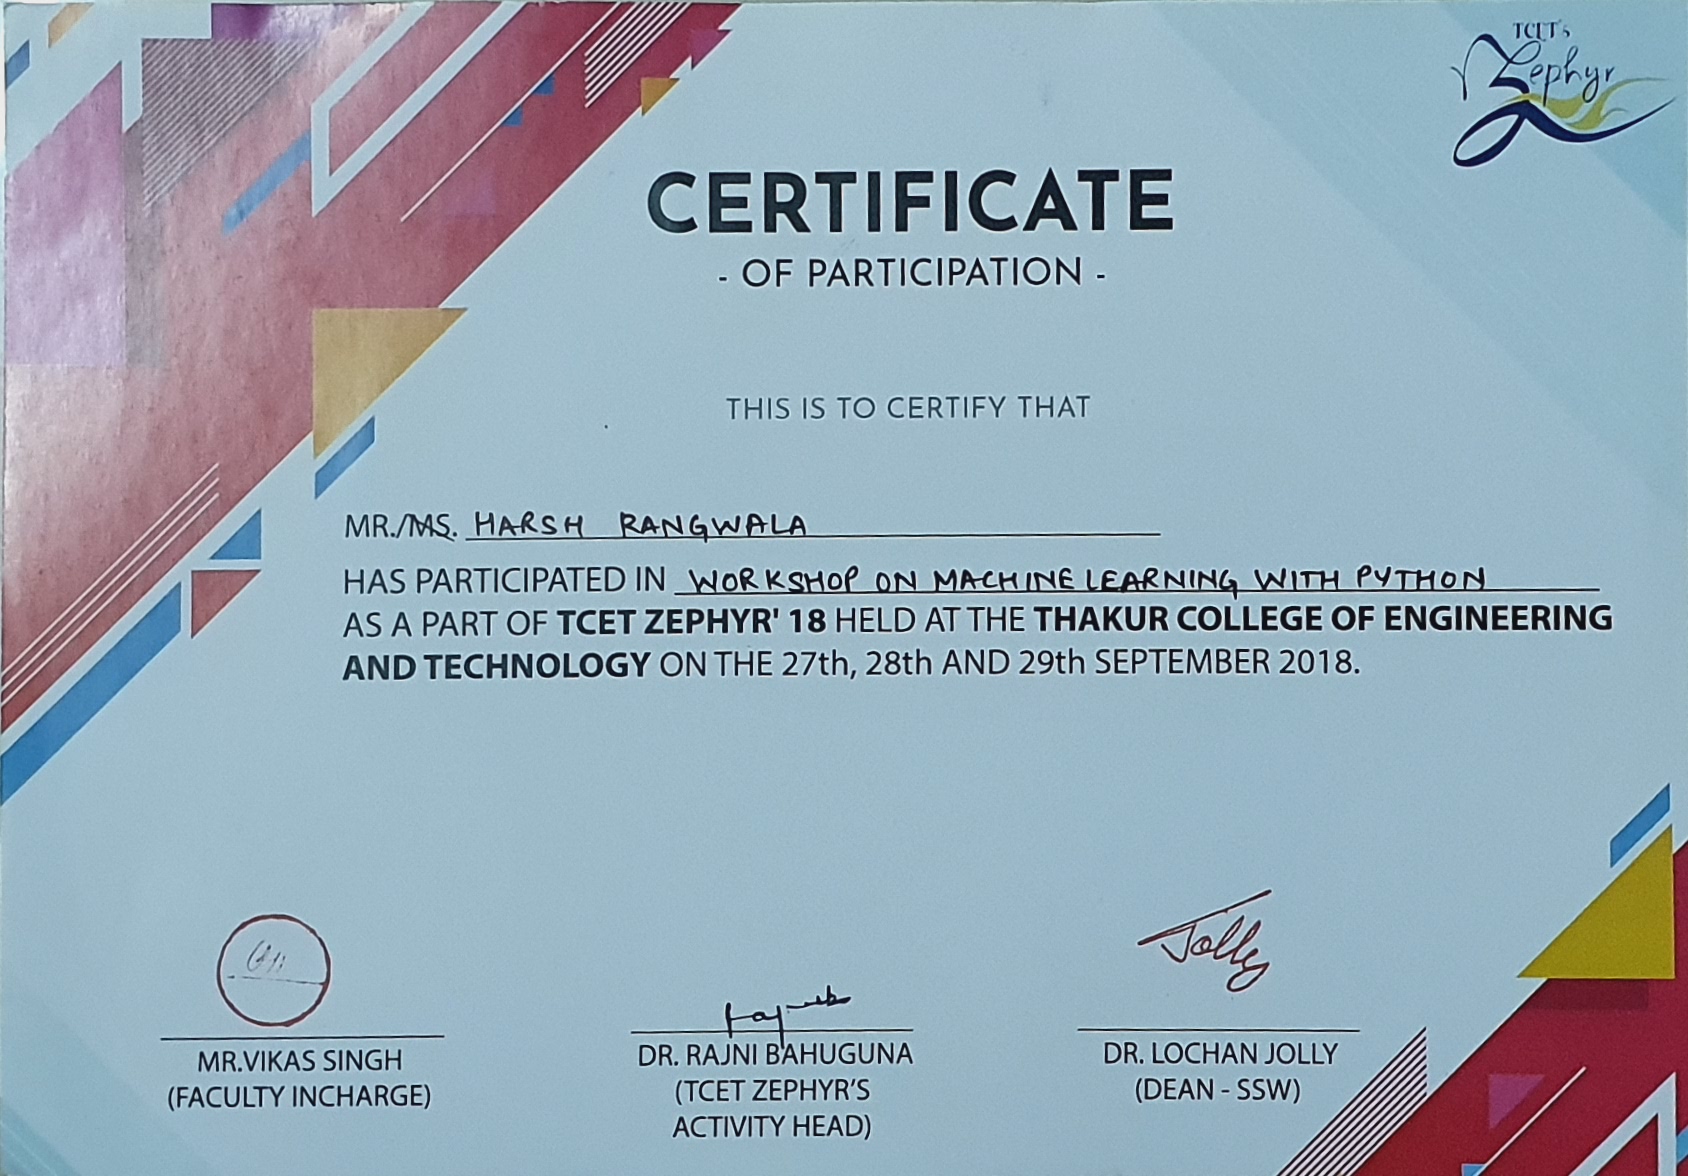 TCET's
Zephyr
CERTIFICATE
- OF PARTICIPATION -
THIS IS TO CERTIFY THAT
MR./MS. HARSH RANGWALA
HAS PARTICIPATED IN WORKSHOP ON MACHINE LEARNING WITH PYTHON
AS A PART OF TCET ZEPHYR' 18 HELD AT THE THAKUR COLLEGE OF ENGINEERING
AND TECHNOLOGY ON THE 27th, 28th AND 29th SEPTEMBER 2018.
Jolly
MR.VIKAS SINGH
(FACULTY INCHARGE)
DR. RAJNI BAHUGUNA
(TCET ZEPHYR'S
ACTIVITY HEAD)
DR. LOCHAN JOLLY
(DEAN - SSW)